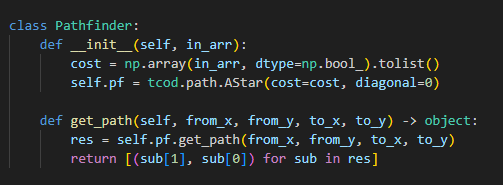 class Pathfinder:
    def __init__(self, in_arr):
        cost = np.array(in_arr, dtype=np.bool_).tolist()
        self.pf = tcod.path.AStar(cost=cost, diagonal=0)

    def get_path(self, from_x, from_y, to_x, to_y) -> object:
        res = self.pf.get_path(from_x, from_y, to_x, to_y)
        return [(sub[1], sub[0]) for sub in res]